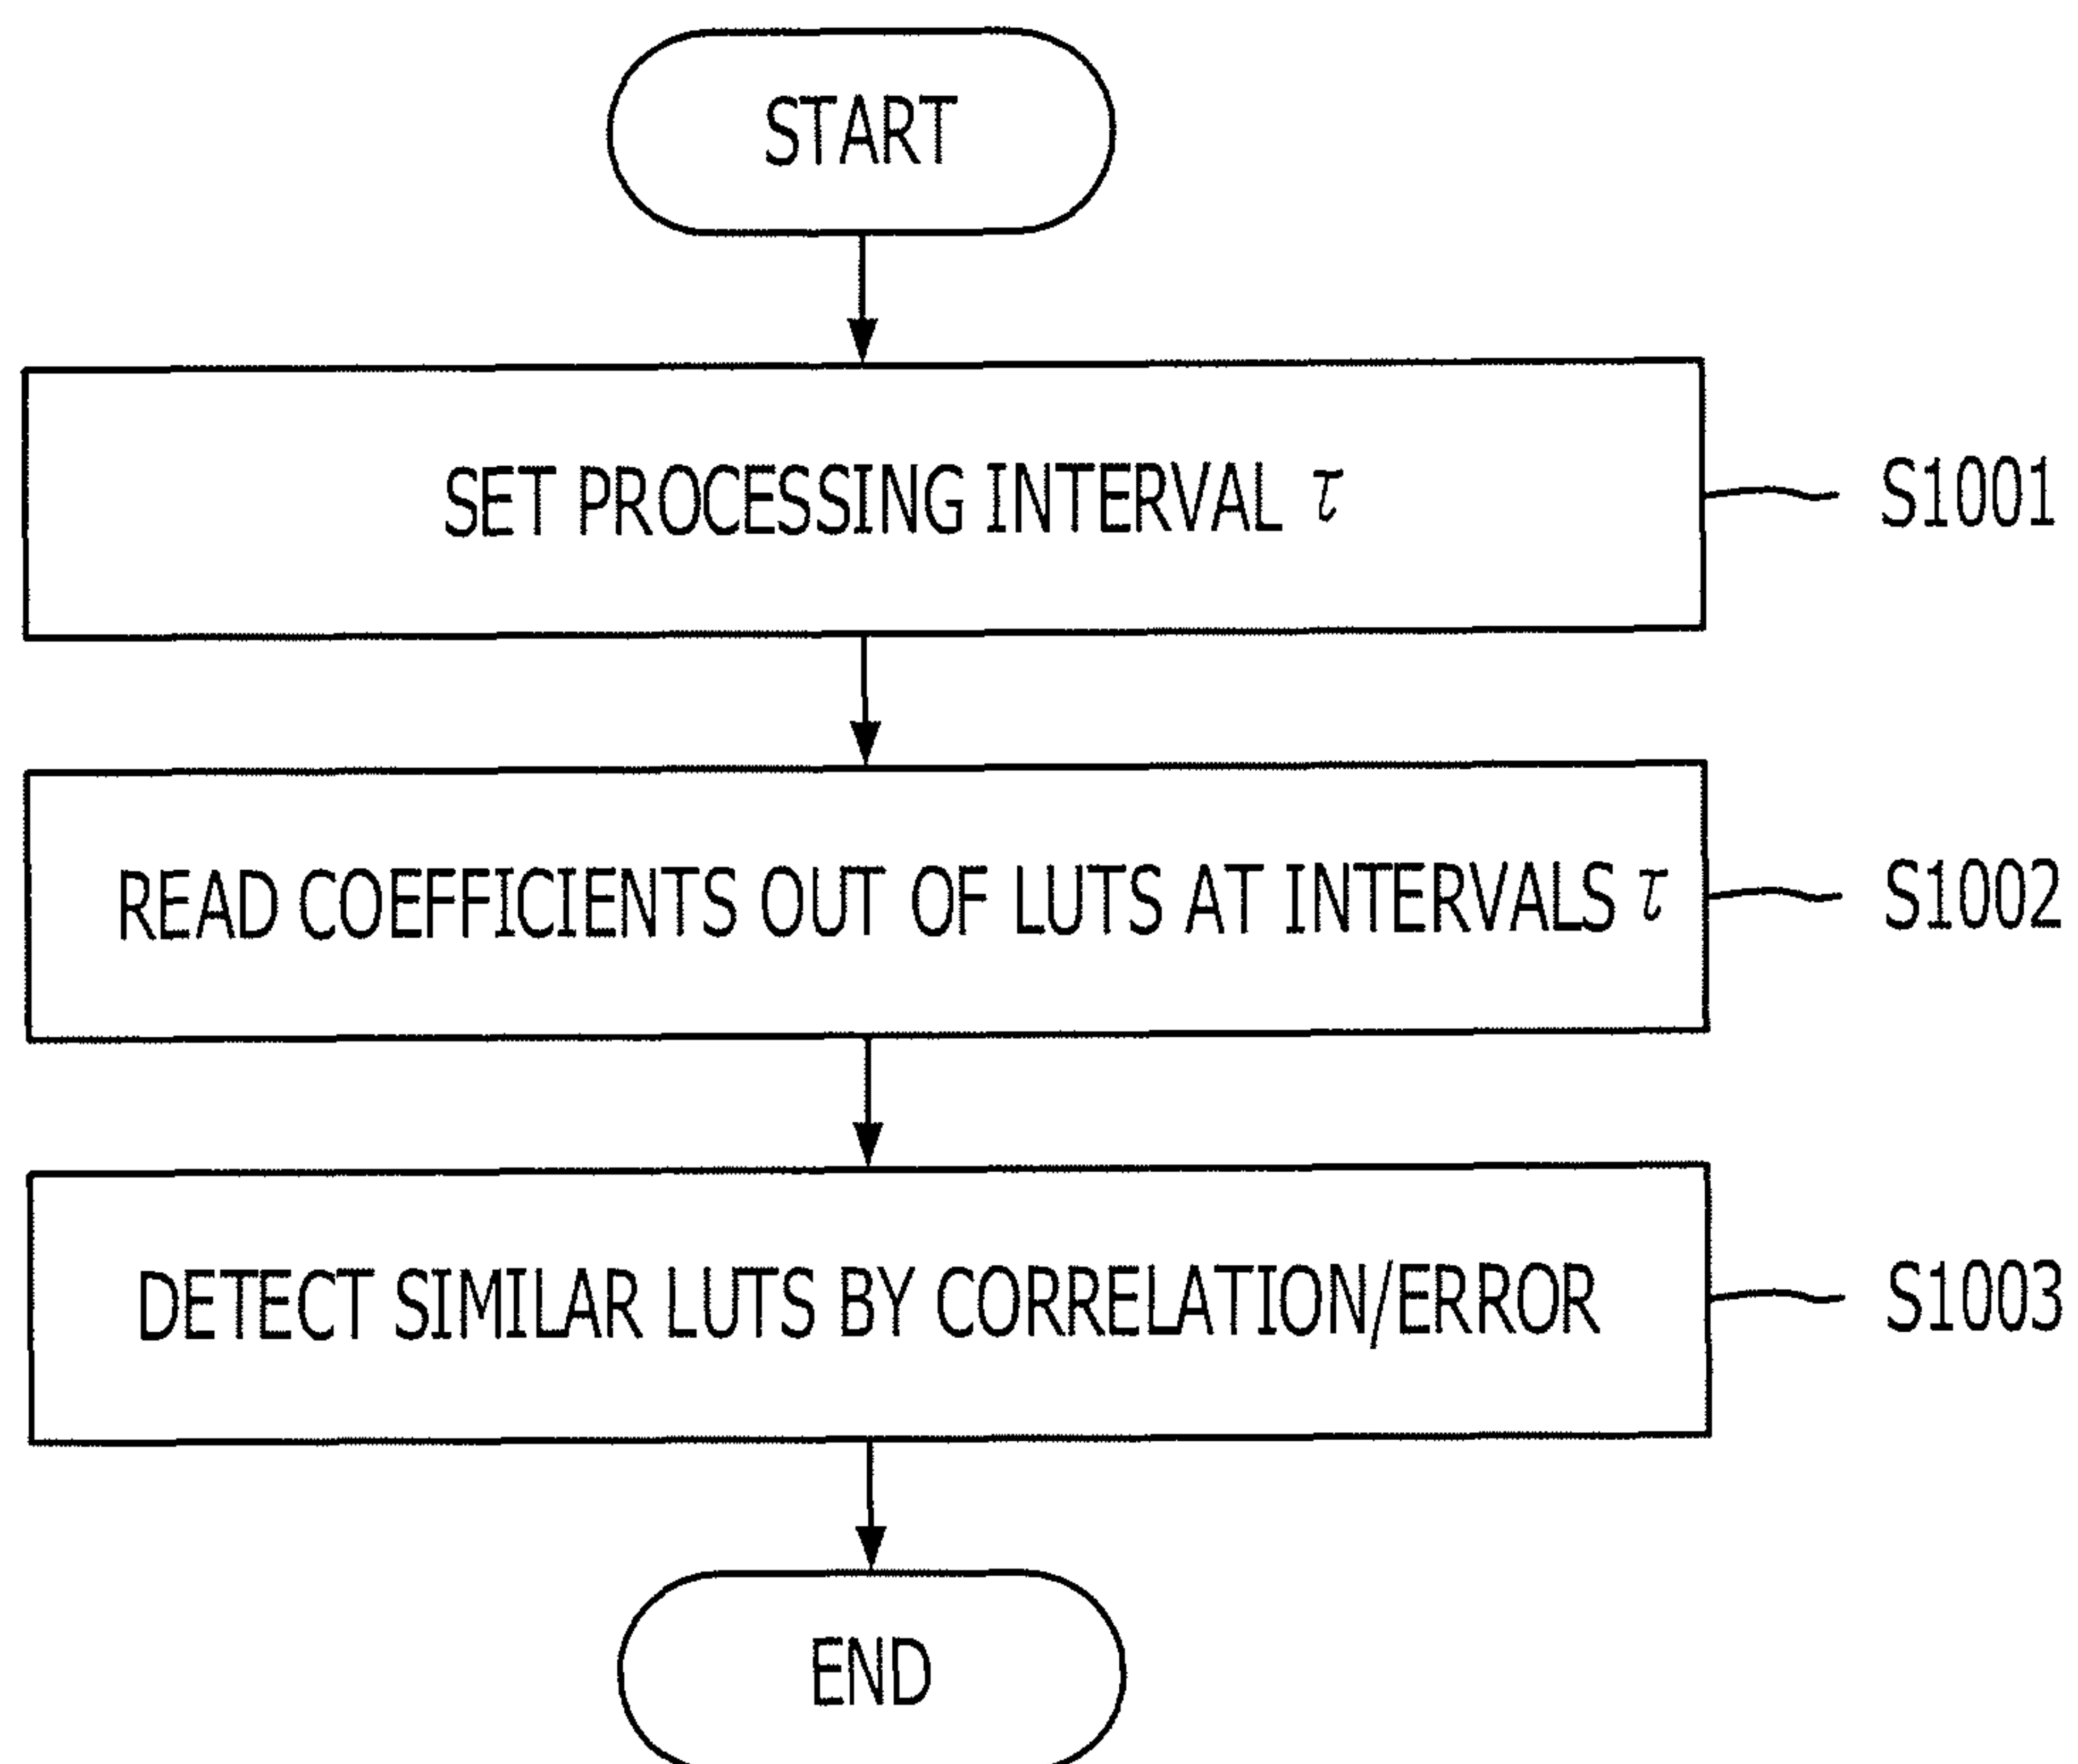 START
SET PROCESSING INTERVAL τ
S1001
READ COEFFICIENTS OUT OF LUTS AT INTERVALS τ
S1002
DETECT SIMILAR LUTS BY CORRELATION/ERROR
S1003
END